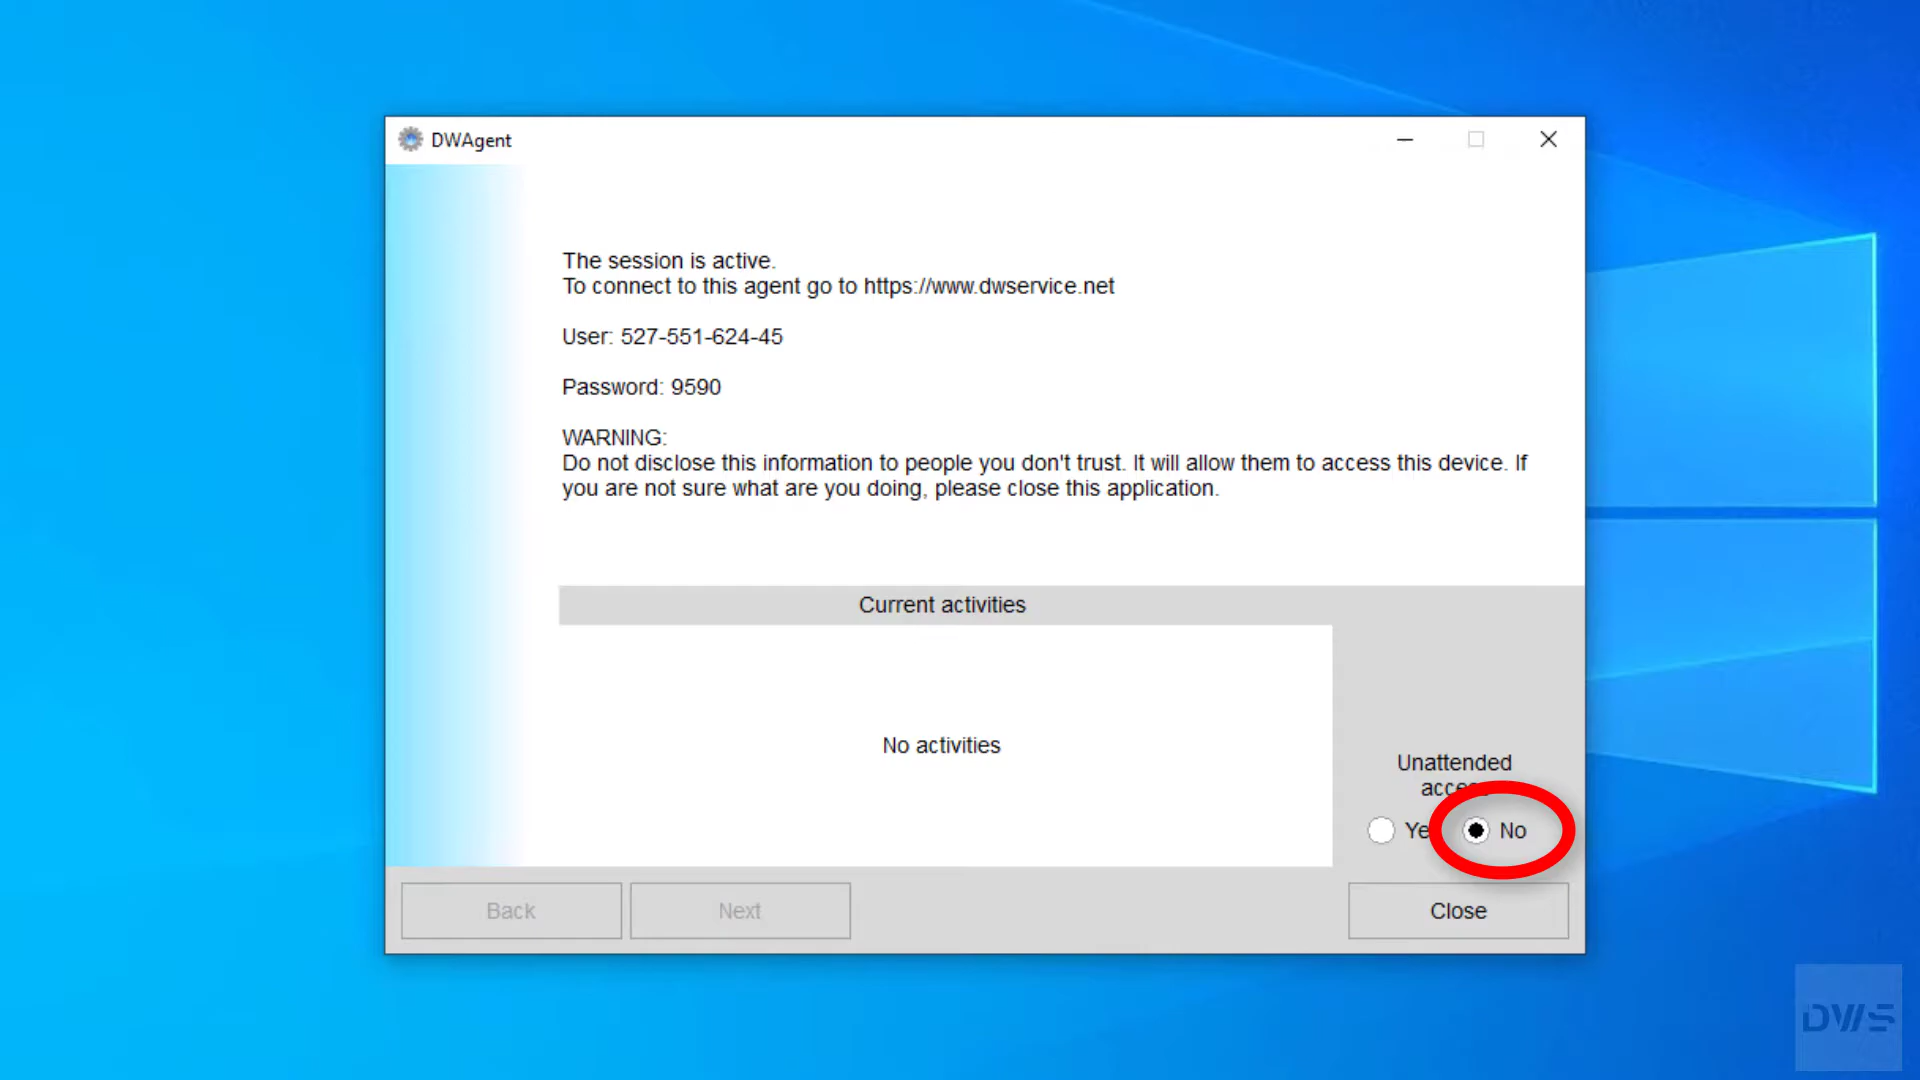 DWAgent
The session is active.
To connect to this agent go to https://www.dwservice.net
User: 527-551-624-45
Password: 9590
WARNING:
Do not disclose this information to people you don't trust. It will allow them to access this device. If
you are not sure what are you doing, please close this application.
Current activities
No activities
Unattended
No
Back
Next
Close
DWS